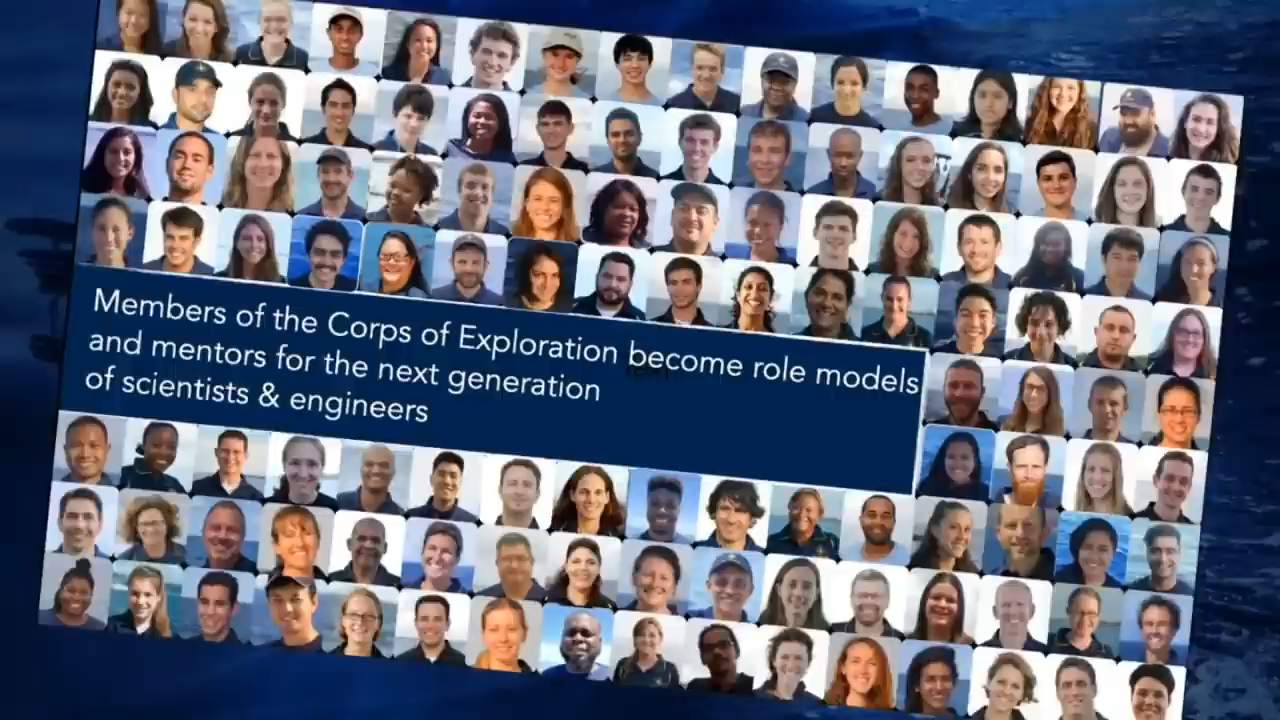 Members of the Corps of Exploration become role models
and mentors for the next generation
of scientists & engineers